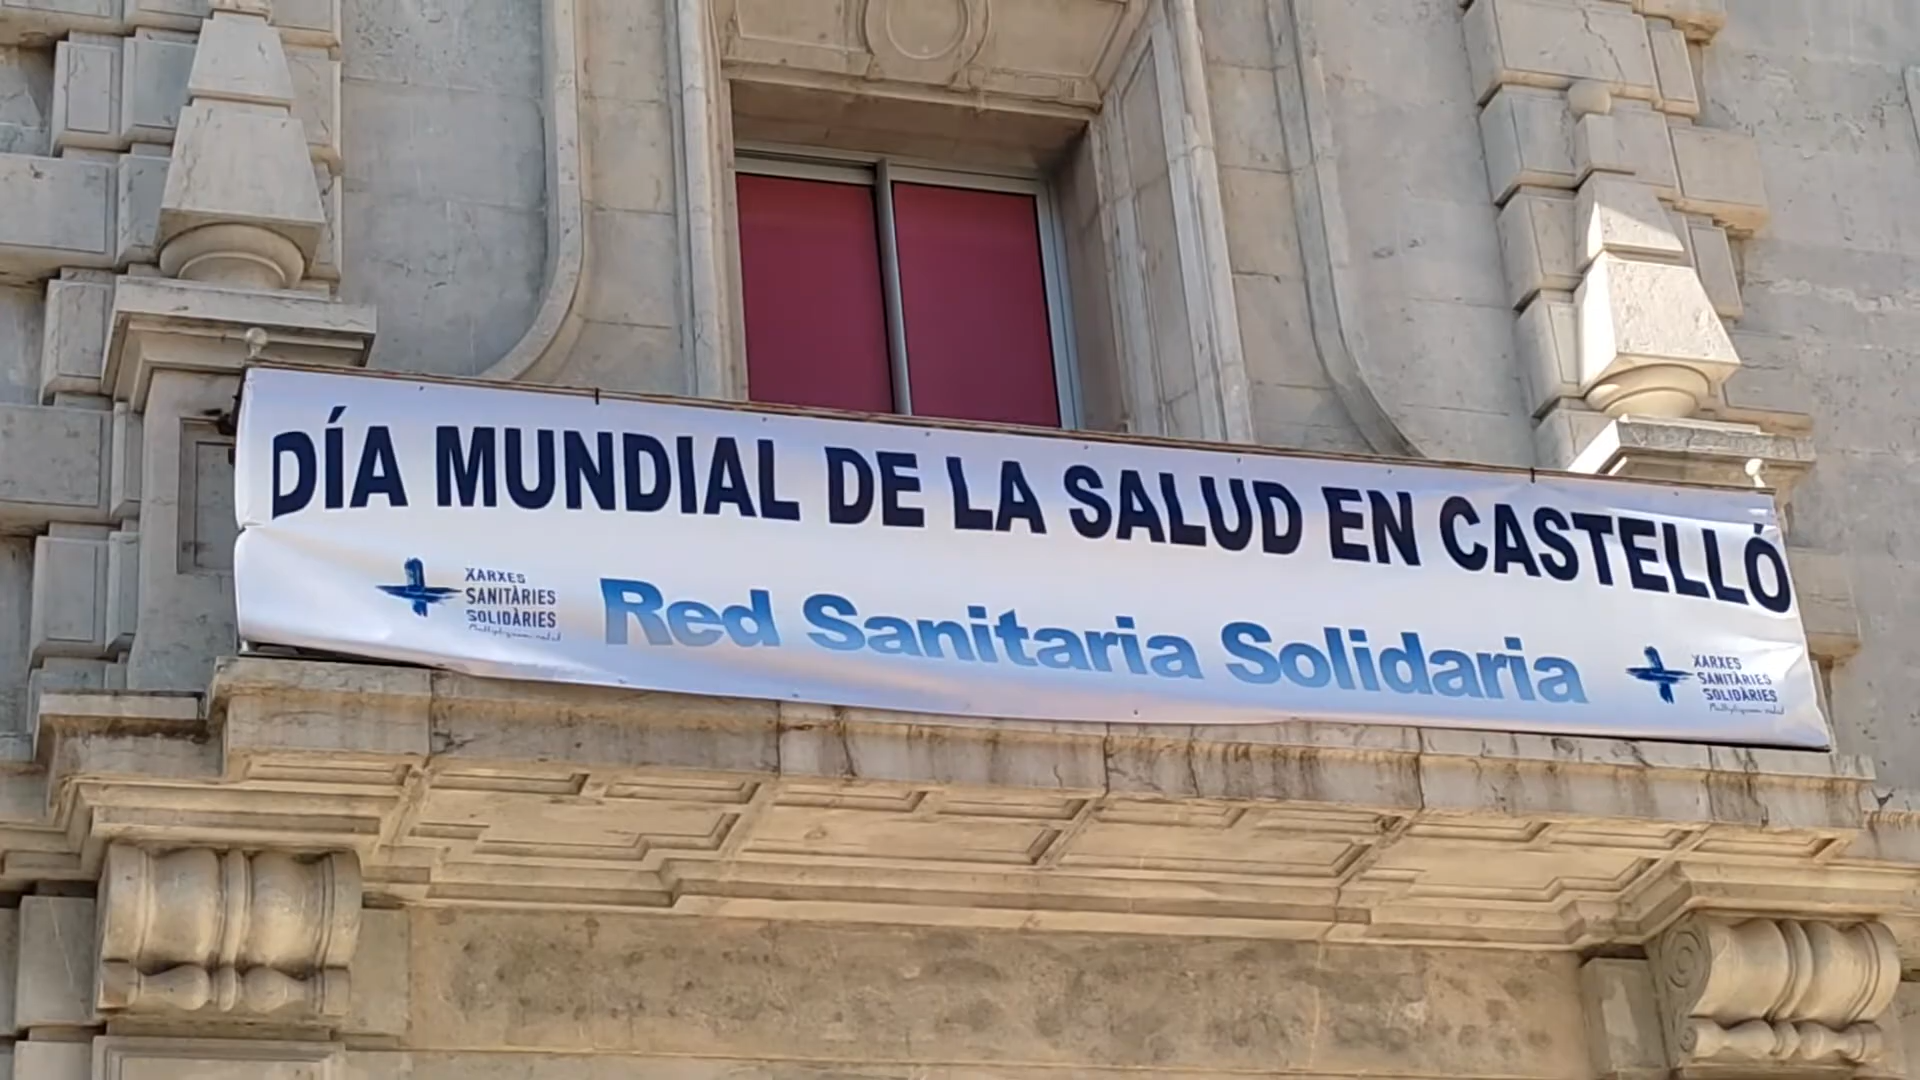 DÍA MUNDIAL DE LA SALUD EN CASTELLÓ
XARXES
SANITÀRIES
SOLIDÀRIES
Red Sanitaria Solidaria
XARXES
SANITÀRIES
SOLIDÀRIES